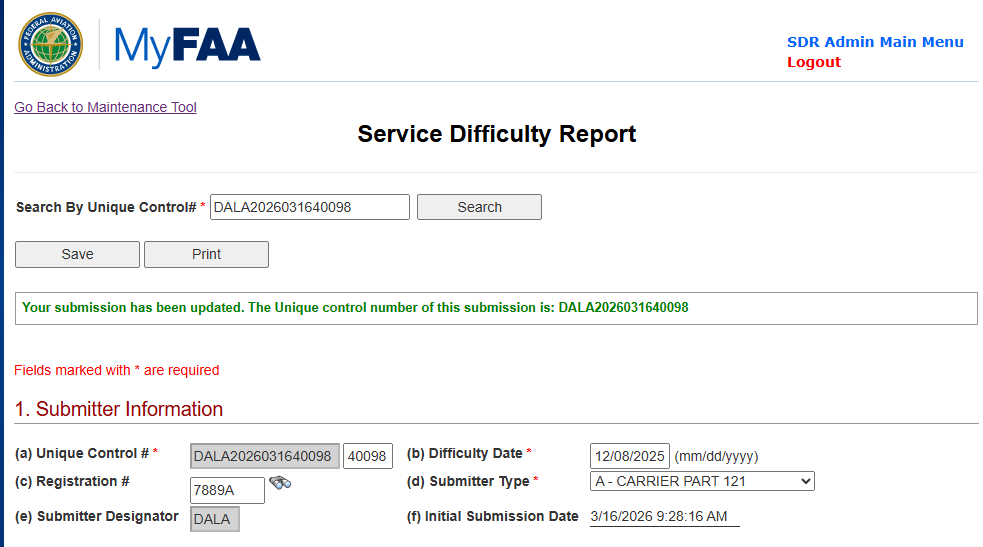 FEDERAL AVIATION
ADMINISTRATION
MyFAA
SDR Admin Main Menu
Logout
Go Back to Maintenance Tool
Service Difficulty Report
Search By Unique Control# * DALA2026031640098 Search
Save Print
Your submission has been updated. The Unique control number of this submission is: DALA2026031640098
Fields marked with * are required
1. Submitter Information
(a) Unique Control # * DALA2026031640098 40098 (b) Difficulty Date * 12/08/2025 (mm/dd/yyyy)
(c) Registration # 7889A (d) Submitter Type * A - CARRIER PART 121
(e) Submitter Designator DALA (f) Initial Submission Date 3/16/2026 9:28:16 AM